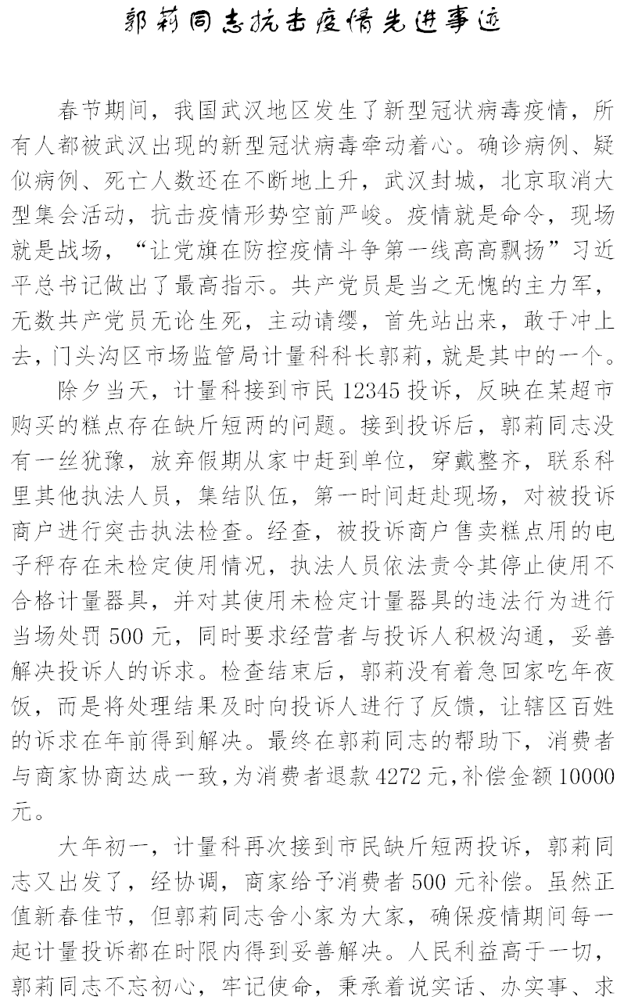 郭莉同志抗击疫情先进事迹
春节期间，我国武汉地区发生了新型冠状病毒疫情，所
有人都被武汉出现的新型冠状病毒牵动着心。确诊病例、疑
似病例、死亡人数还在不断地上升，武汉封城，北京取消大
型集会活动，抗击疫情形势空前严峻。疫情就是命令，现场
就是战场，“让党旗在防控疫情斗争第一线高高飘扬”习近
平总书记做出了最高指示。共产党员是当之无愧的主力军，
无数共产党员无论生死，主动请缨，首先站出来，敢于冲上
去，门头沟区市场监管局计量科科长郭莉，就是其中的一个。
除夕当天，计量科接到市民 12345 投诉，反映在某超市
购买的糕点存在缺斤短两的问题。接到投诉后，郭莉同志没
有一丝犹豫，放弃假期从家中赶到单位，穿戴整齐，联系科
里其他执法人员，集结队伍，第一时间赶赴现场，对被投诉
商户进行突击执法检查。经查，被投诉商户售卖糕点用的电
子秤存在未检定使用情况，执法人员依法责令其停止使用不
合格计量器具，并对其使用未检定计量器具的违法行为进行
当场处罚 500 元，同时要求经营者与投诉人积极沟通，妥善
解决投诉人的诉求。检查结束后，郭莉没有着急回家吃年夜
饭，而是将处理结果及时向投诉人进行了反馈，让辖区百姓
的诉求在年前得到解决。最终在郭莉同志的帮助下，消费者
与商家协商达成一致，为消费者退款 4272 元，补偿金额 10000
元。
大年初一，计量科再次接到市民缺斤短两投诉，郭莉同
志又出发了，经协调，商家给予消费者 500 元补偿。虽然正
值新春佳节，但郭莉同志舍小家为大家，确保疫情期间每一
起计量投诉都在时限内得到妥善解决。人民利益高于一切，
郭莉同志不忘初心，牢记使命，秉承着说实话、办实事、求